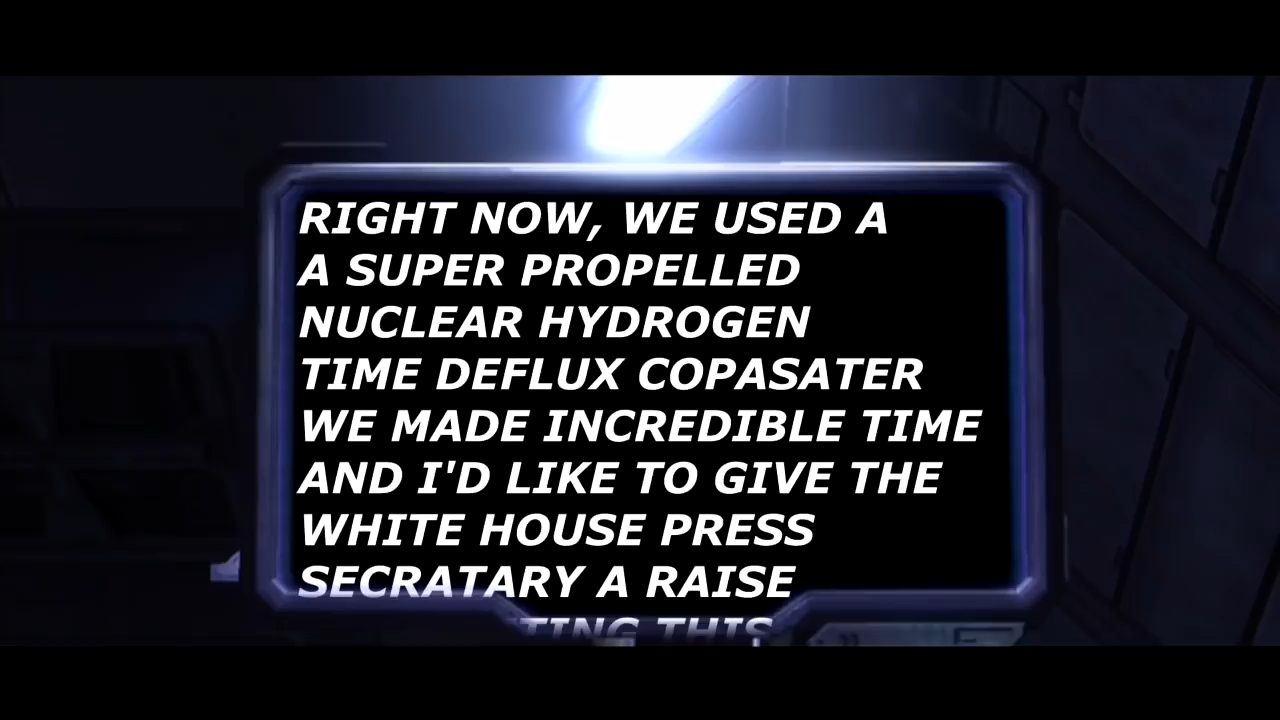 RIGHT NOW, WE USED A
A SUPER PROPELLED
NUCLEAR HYDROGEN
TIME DEFLUX COPASATER
WE MADE INCREDIBLE TIME
AND I'D LIKE TO GIVE THE
WHITE HOUSE PRESS
SECRATARY A RAISE
THIS